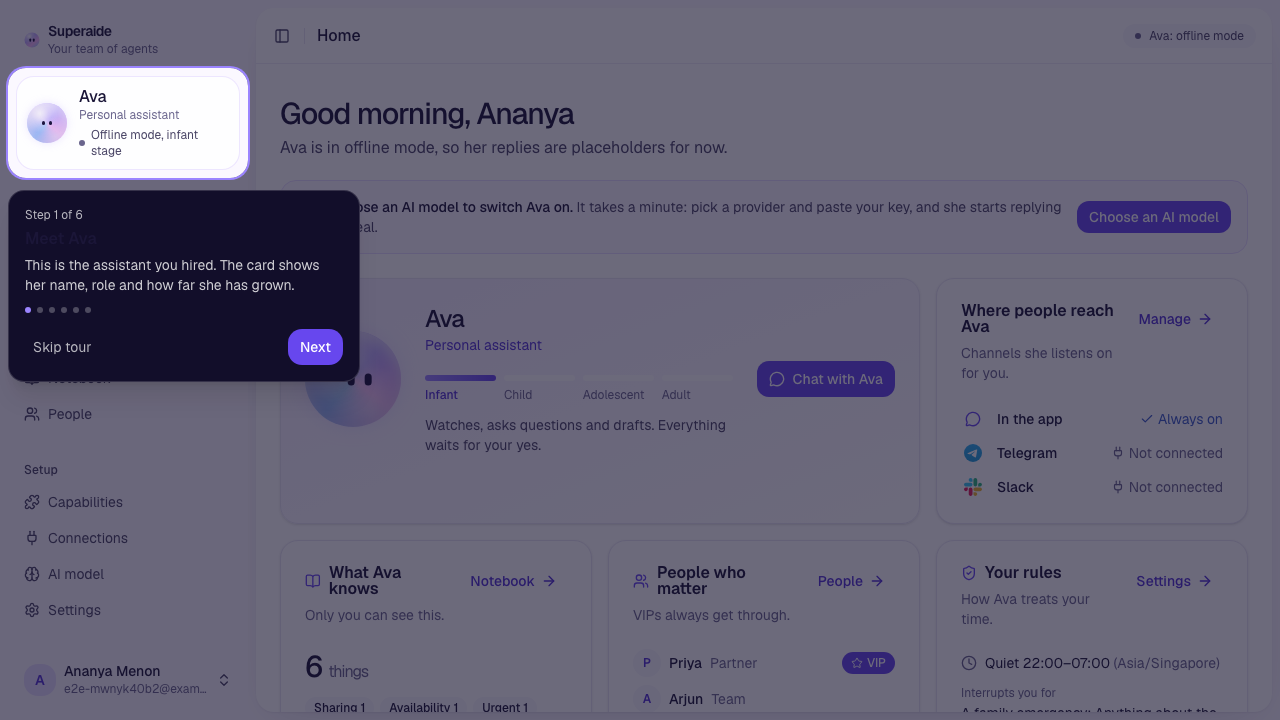 Superaide
Your team of agents
Ava
Personal assistant
Offline mode, infant
stage
Step 1 of 6
Meet Ava
This is the assistant you hired. The card shows
her name, role and how far she has grown.
Skip tour
Next
People
Setup
Capabilities
Connections
AI model
Settings
A
Ananya Menon
e2e-mwnyk40b2@exam...
Home
Ava: offline mode
Good morning, Ananya
Ava is in offline mode, so her replies are placeholders for now.
an AI model to switch Ava on. It takes a minute: pick a provider and paste your key, and she starts replying
Choose an AI model
Ava
Personal assistant
Infant
Child
Adolescent
Adult
Watches, asks questions and drafts. Everything
waits for your yes.
Chat with Ava
Where people reach
Ava
Manage
Channels she listens on
for you.
In the app
Always on
Telegram
Not connected
Slack
Not connected
What Ava
knows
Notebook
Only you can see this.
6 things
Sharing 1
Availability 1
Urgent 1
People who
matter
People
VIPs always get through.
P
Priya Partner
VIP
A
Arjun Team
Your rules
Settings
How Ava treats your
time.
Quiet 22:00–07:00 (Asia/Singapore)
Interrupts you for